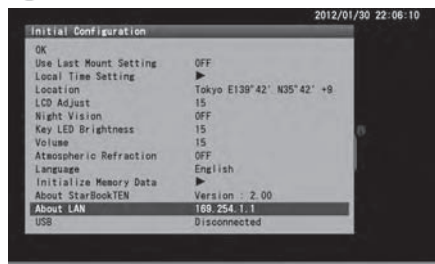 2012/01/30 22:06:10
Initial Configuration
OK
Use Last Mount Setting OFF
Local Time Setting ▶
Location Tokyo E139°42' N35°42' +9
LCD Adjust 15
Night Vision OFF
Key LED Brightness 15
Volume 15
Atmospheric Refraction OFF
Language English
Initialize Memory Data ▶
About StarBookTEN Version : 2.00
About LAN 169.254.1.1
USB Disconnected